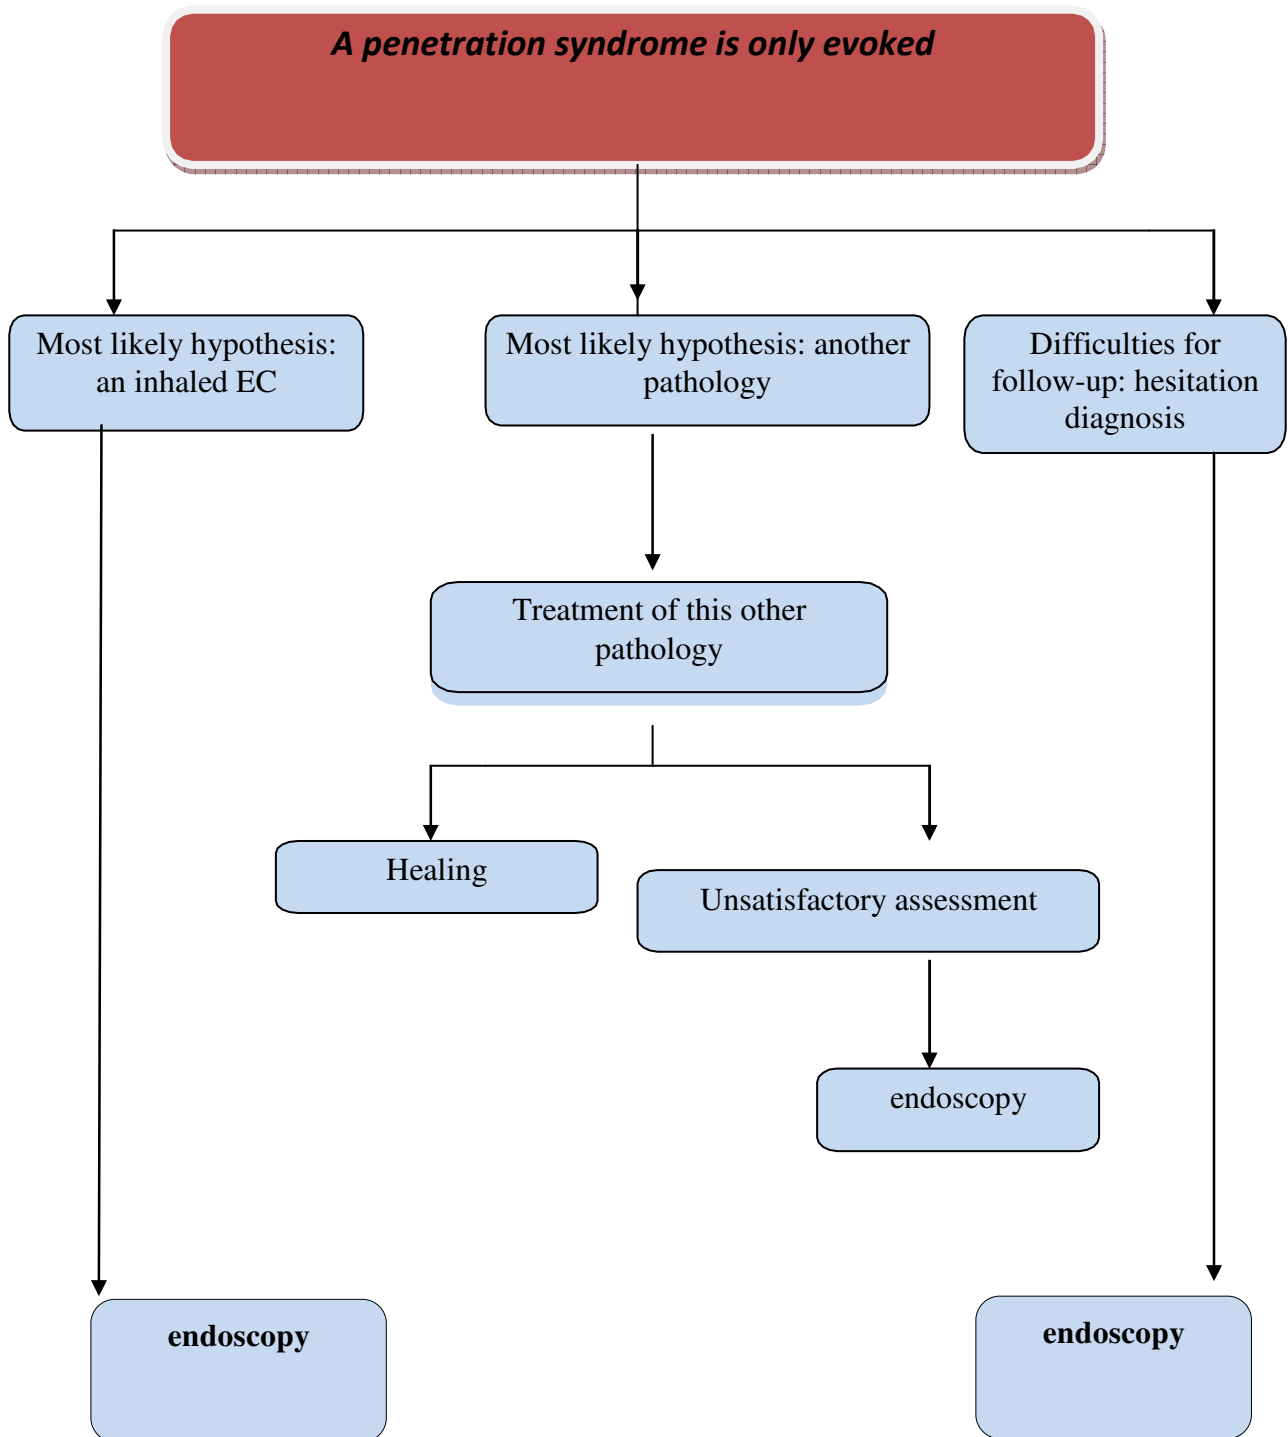 A penetration syndrome is only evoked
Most likely hypothesis:
an inhaled EC
Most likely hypothesis: another
pathology
Difficulties for
follow-up: hesitation
diagnosis
Treatment of this other
pathology
Healing
Unsatisfactory assessment
endoscopy
endoscopy
endoscopy